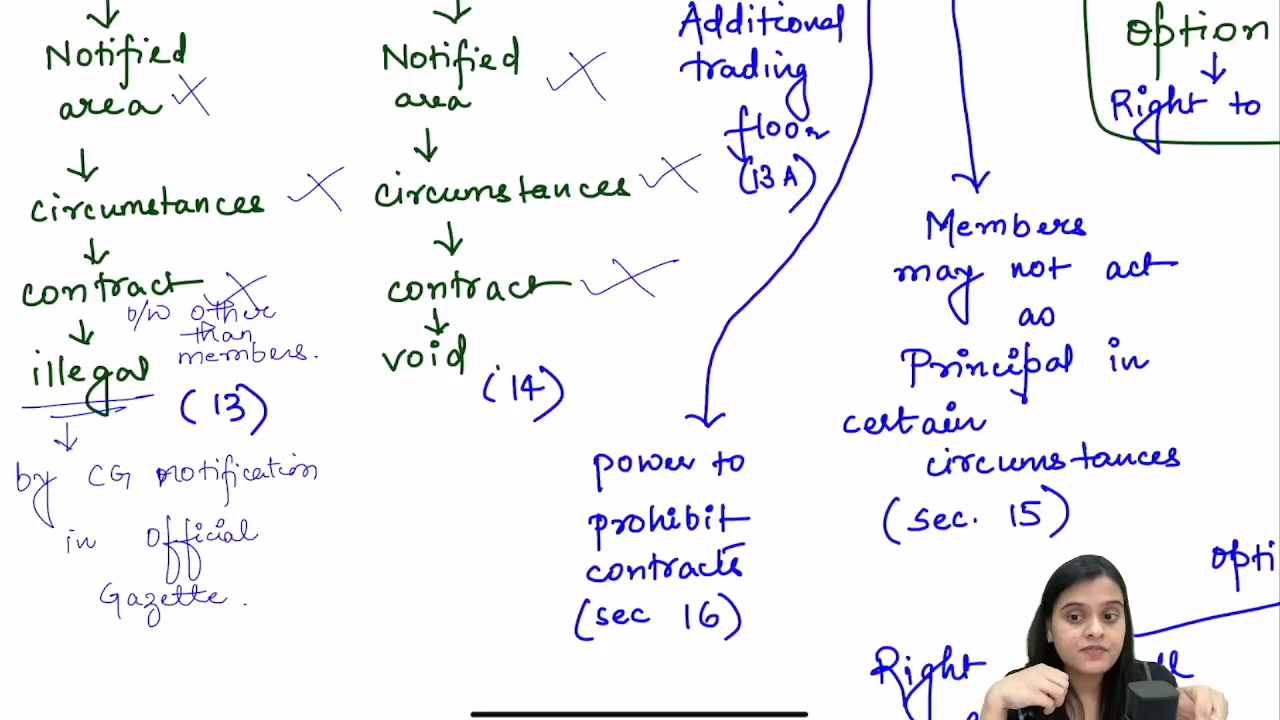 Notified
area
circumstances
contract
b/w other
than
members.
illegal
(13)
by CG notification
in Official
Gazette.
Notified
area
circumstances
contract
void
(14)
Additional
trading
floor
(13A)
power to
prohibit
contracts
(sec 16)
Members
may not act
as
Principal in
certain
circumstances
(sec. 15)
option
Right to
opti
Right